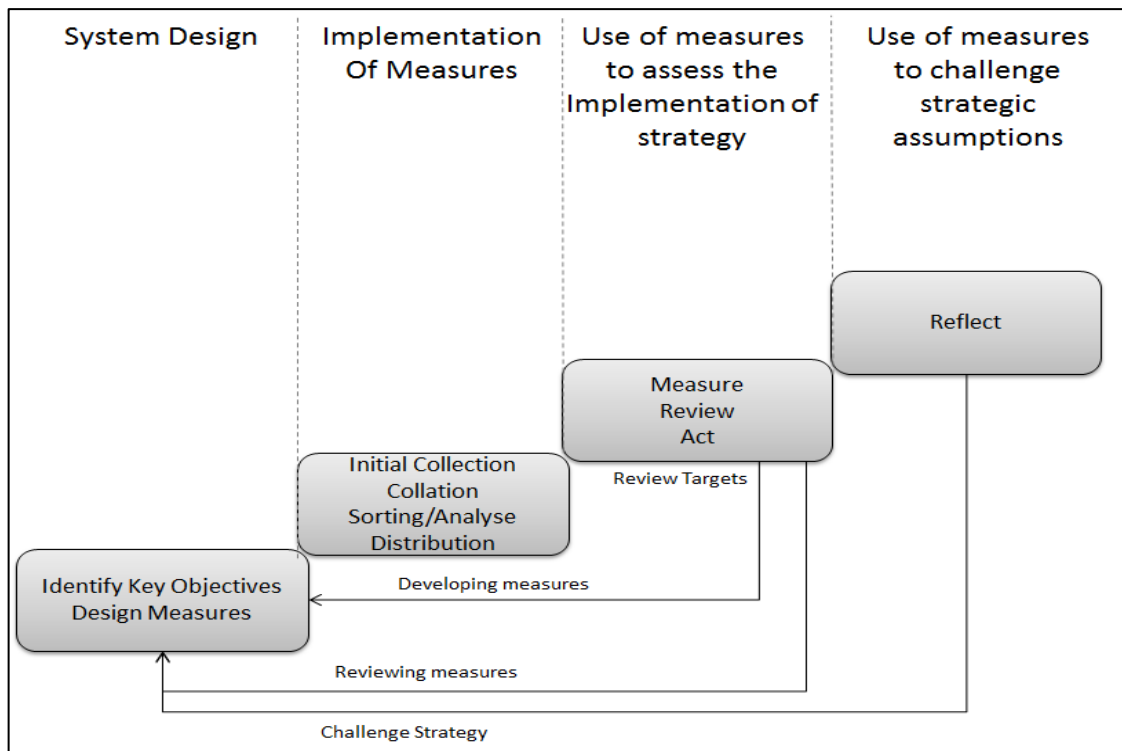 System Design
Implementation
Of Measures
Use of measures
to assess the
Implementation of
strategy
Use of measures
to challenge
strategic
assumptions
Reflect
Measure
Review
Act
Review Targets
Initial Collection
Collation
Sorting/Analyse
Distribution
Identify Key Objectives
Design Measures
Developing measures
Reviewing measures
Challenge Strategy